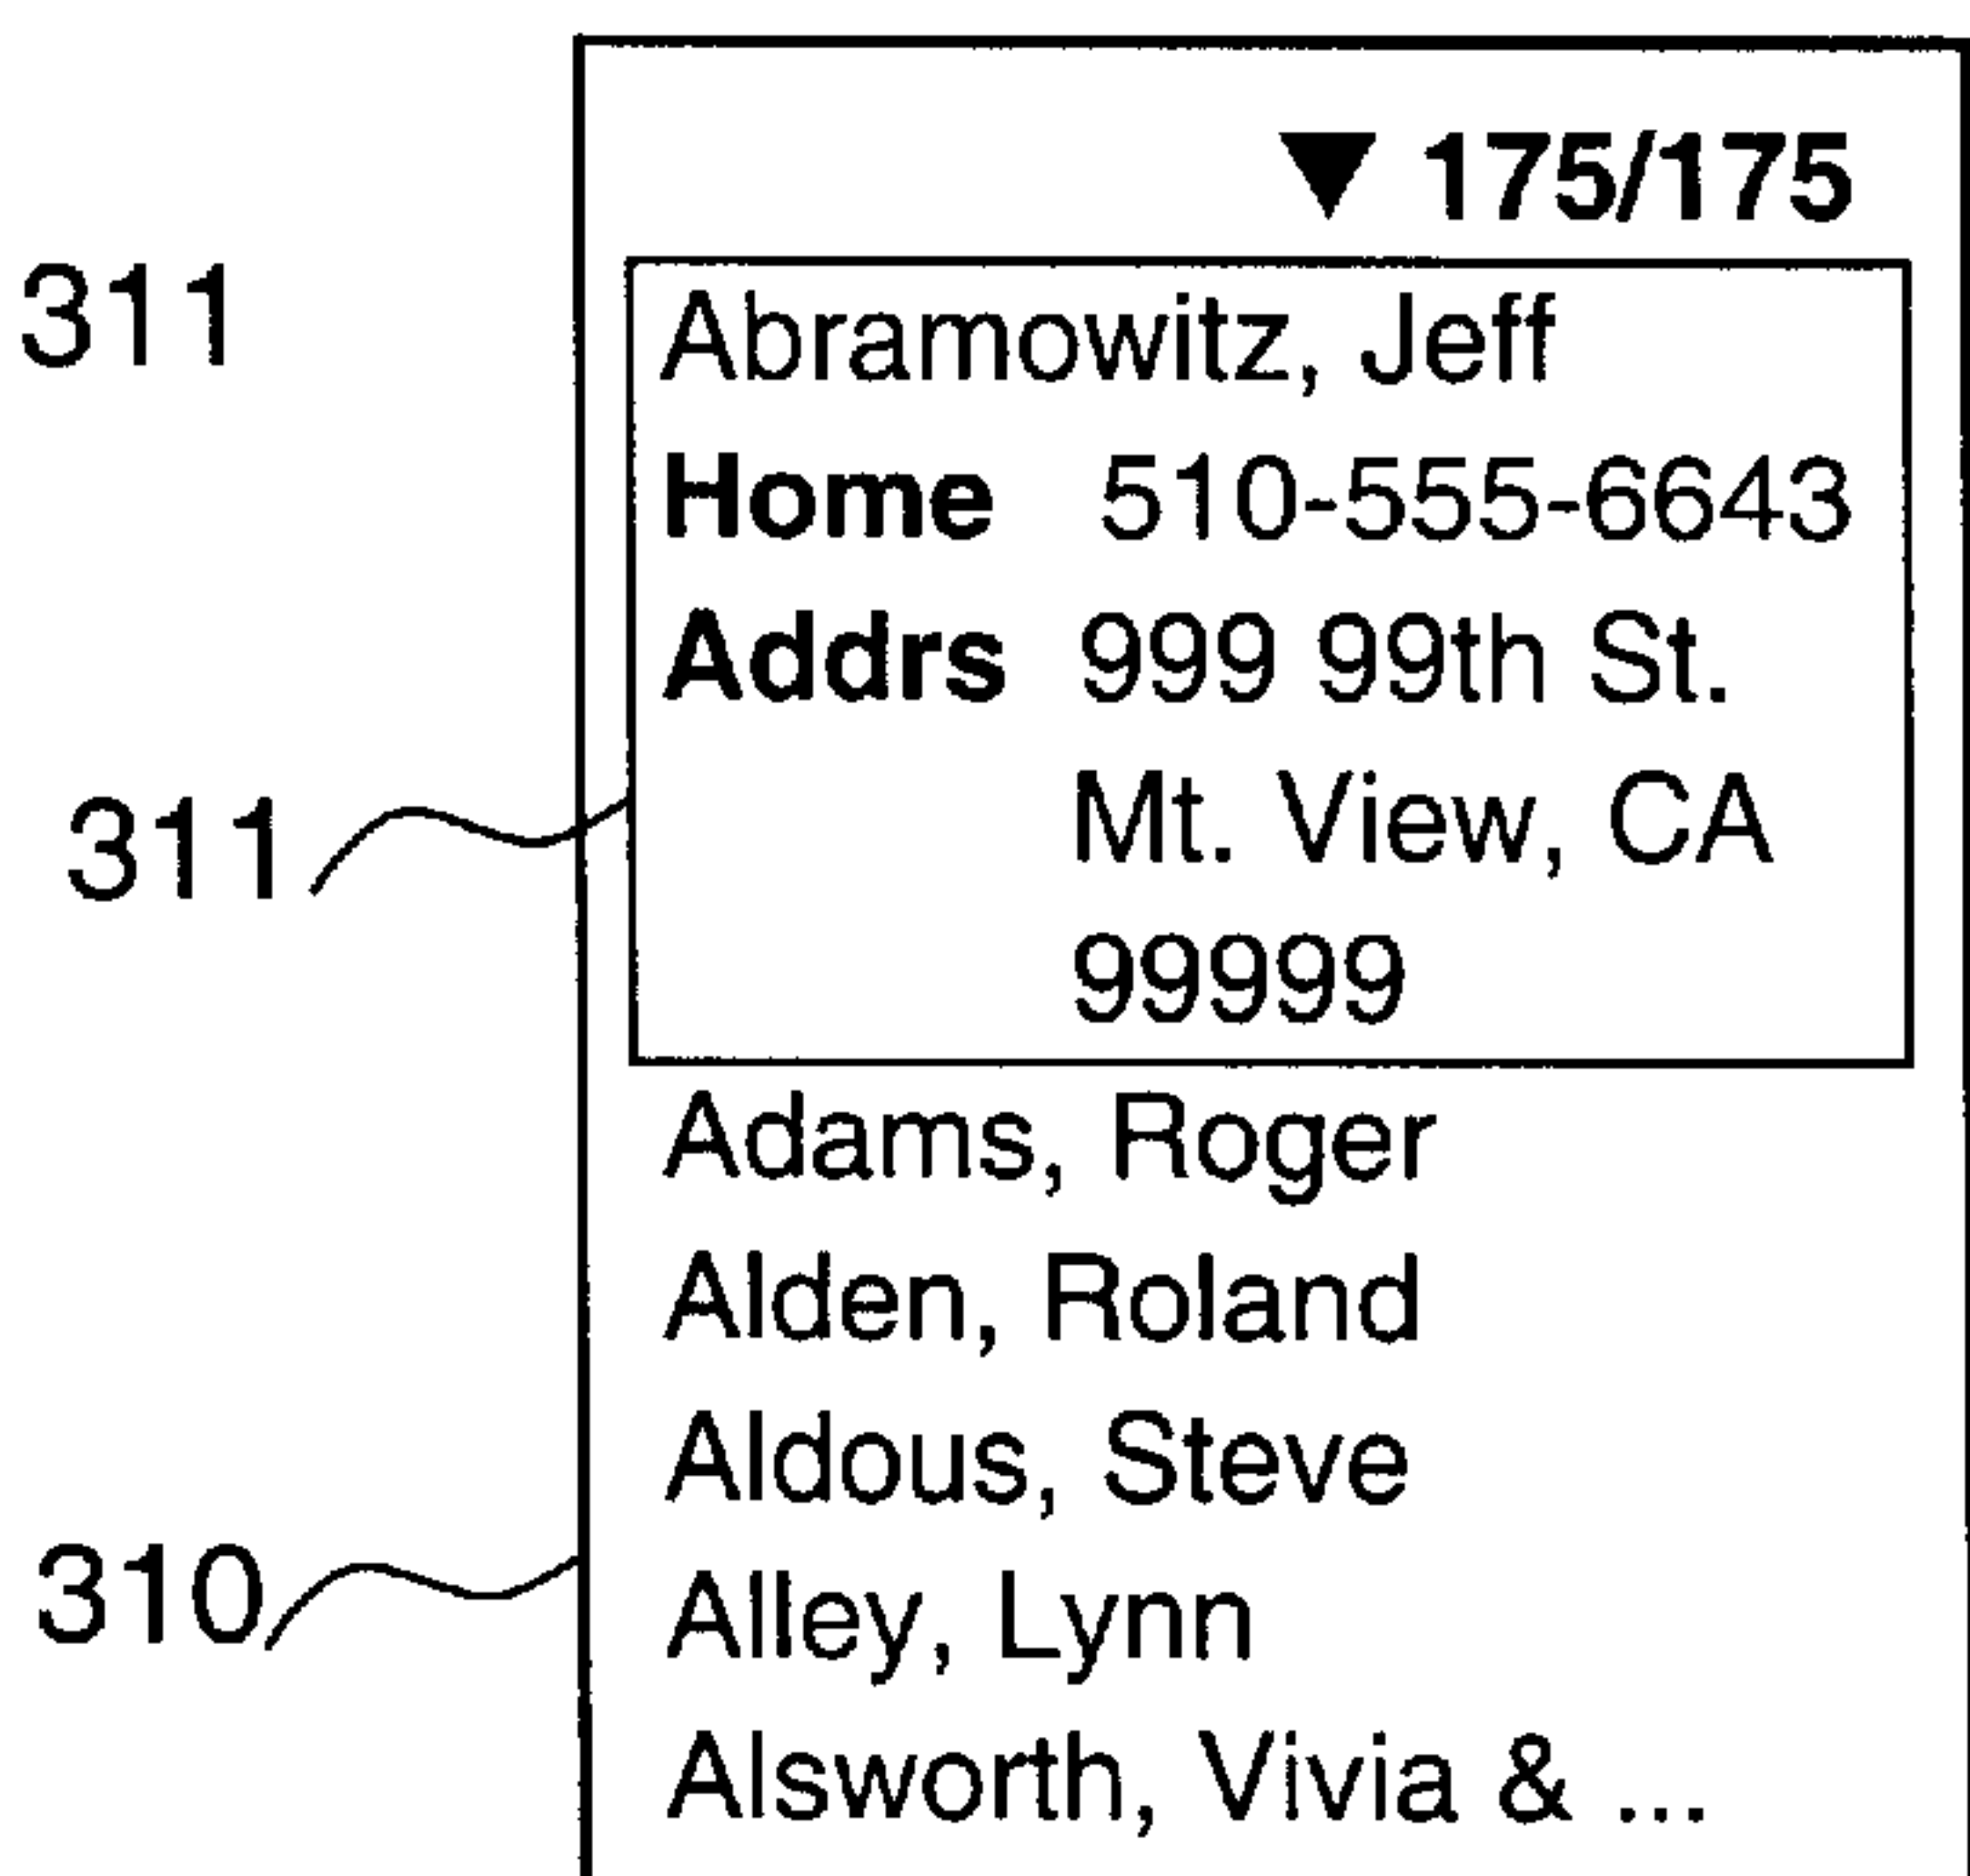 ▼ 175/175
311
Abramowitz, Jeff
Home 510-555-6643
Addrs 999 99th St.
311
Mt. View, CA
99999
Adams, Roger
Alden, Roland
Aldous, Steve
310
Alley, Lynn
Alsworth, Vivia & ...